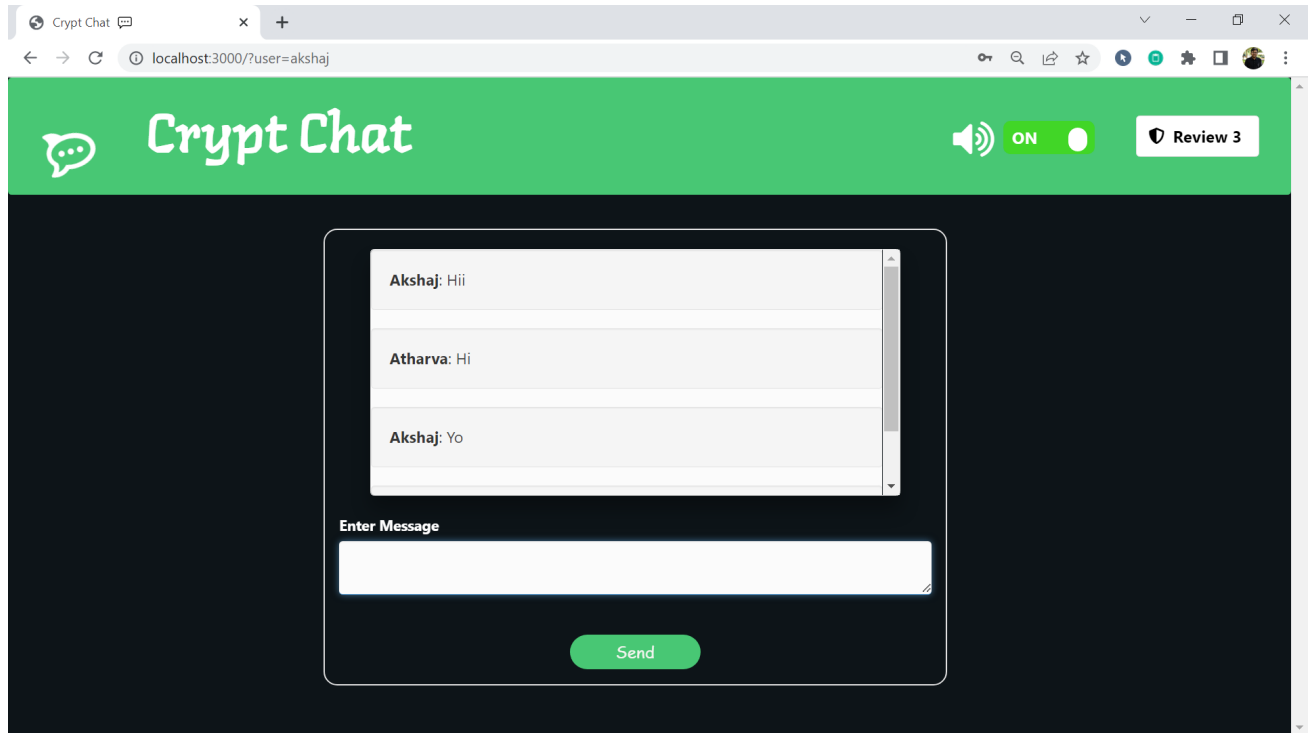 Crypt Chat 💬
localhost:3000/?user=akshaj
Crypt Chat
ON
Review 3
Akshaj: Hii
Atharva: Hi
Akshaj: Yo
Enter Message
Send